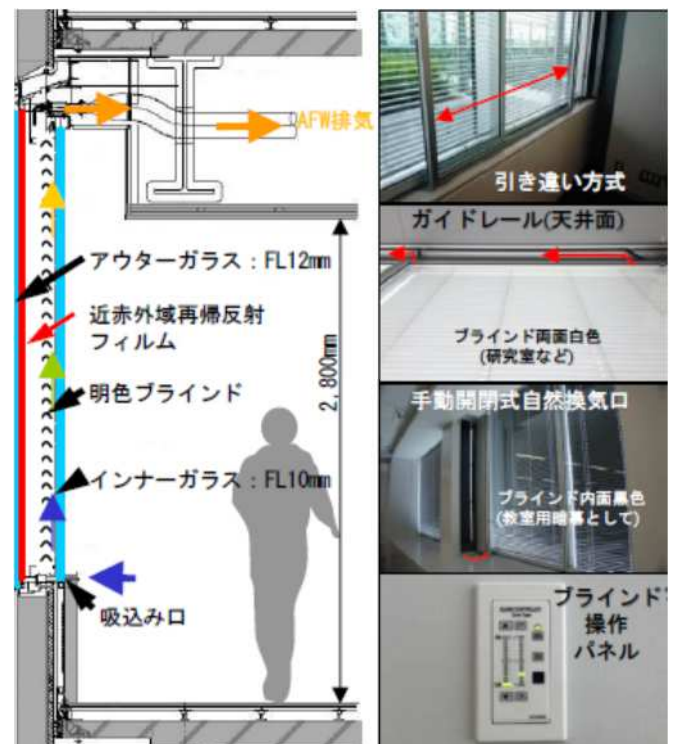 AFW排気
アウターガラス：FL12mm
近赤外域再帰反射
フィルム
明色ブラインド
インナーガラス：FL10mm
吸込み口
2,800mm
引き違い方式
ガイドレール(天井面)
ブラインド両面白色
(研究室など)
手動開閉式自然換気口
ブラインド内面黒色
(教室用暗幕として)
ブラインド
操作
パネル